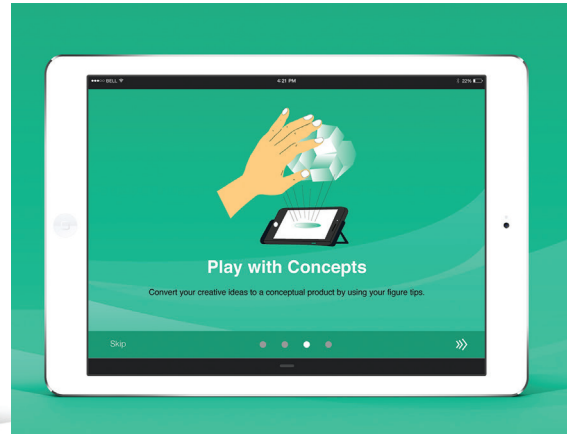 BELL 4:21 PM 22%
Play with Concepts
Convert your creative ideas to a conceptual product by using your figure tips.
Skip